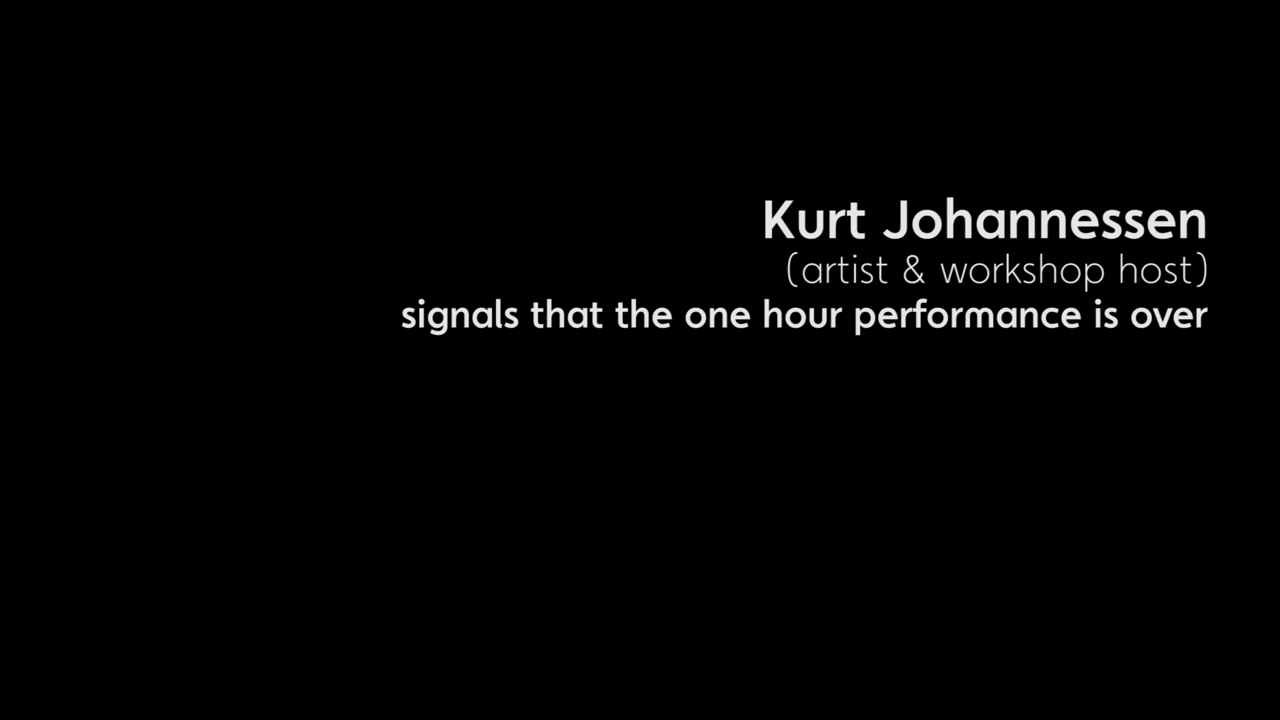 Kurt Johannessen
(artist & workshop host)
signals that the one hour performance is over